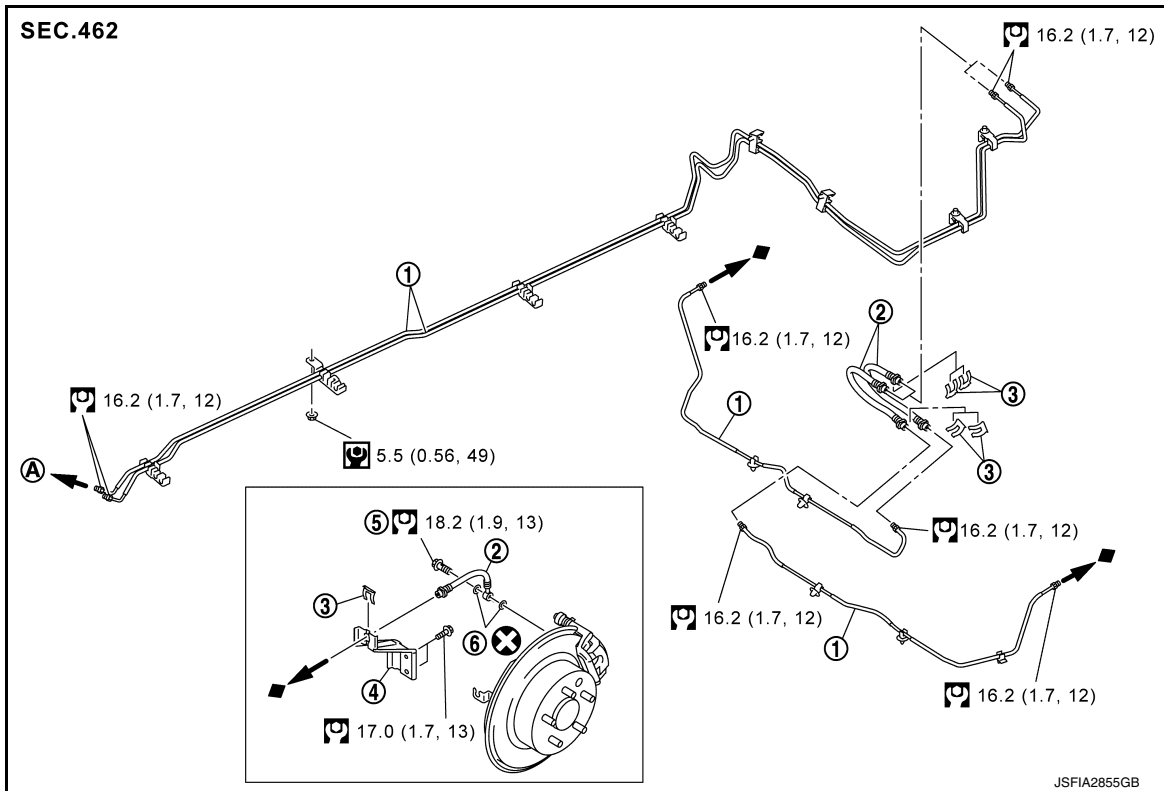 SEC.462
16.2 (1.7, 12)
1
16.2 (1.7, 12)
2
3
16.2 (1.7, 12)
1
3
A
5.5 (0.56, 49)
5 18.2 (1.9, 13)
2
16.2 (1.7, 12)
3
6
16.2 (1.7, 12)
1
4
16.2 (1.7, 12)
17.0 (1.7, 13)
JSFIA2855GB